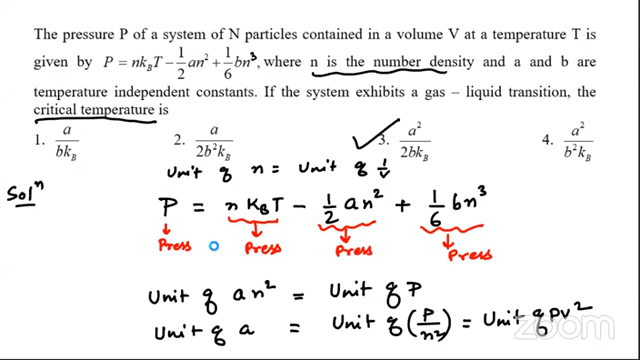 The pressure P of a system of N particles contained in a volume V at a temperature T is
given by P = nk_BT − 1/2 an² + 1/6 bn³, where n is the number density and a and b are
temperature independent constants. If the system exhibits a gas – liquid transition, the
critical temperature is
1. a/(bk_B) 2. a/(2b²k_B) 3. a²/(2bk_B) 4. a²/(b²k_B)
Unit of n = Unit of 1/V
Solⁿ
P = n K_BT − 1/2 an² + 1/6 bn³
Press Press Press Press
Unit of an² = Unit of P
Unit of a = Unit of (P/n²) = Unit of PV²
zoom